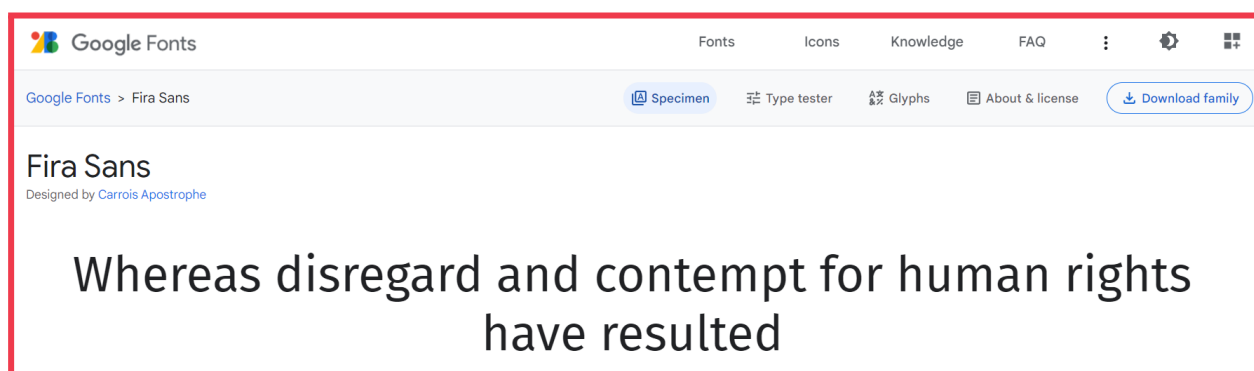 Google Fonts
Fonts Icons Knowledge FAQ
Google Fonts > Fira Sans
Specimen Type tester Glyphs About & license Download family
Fira Sans
Designed by Carrois Apostrophe
Whereas disregard and contempt for human rights
have resulted